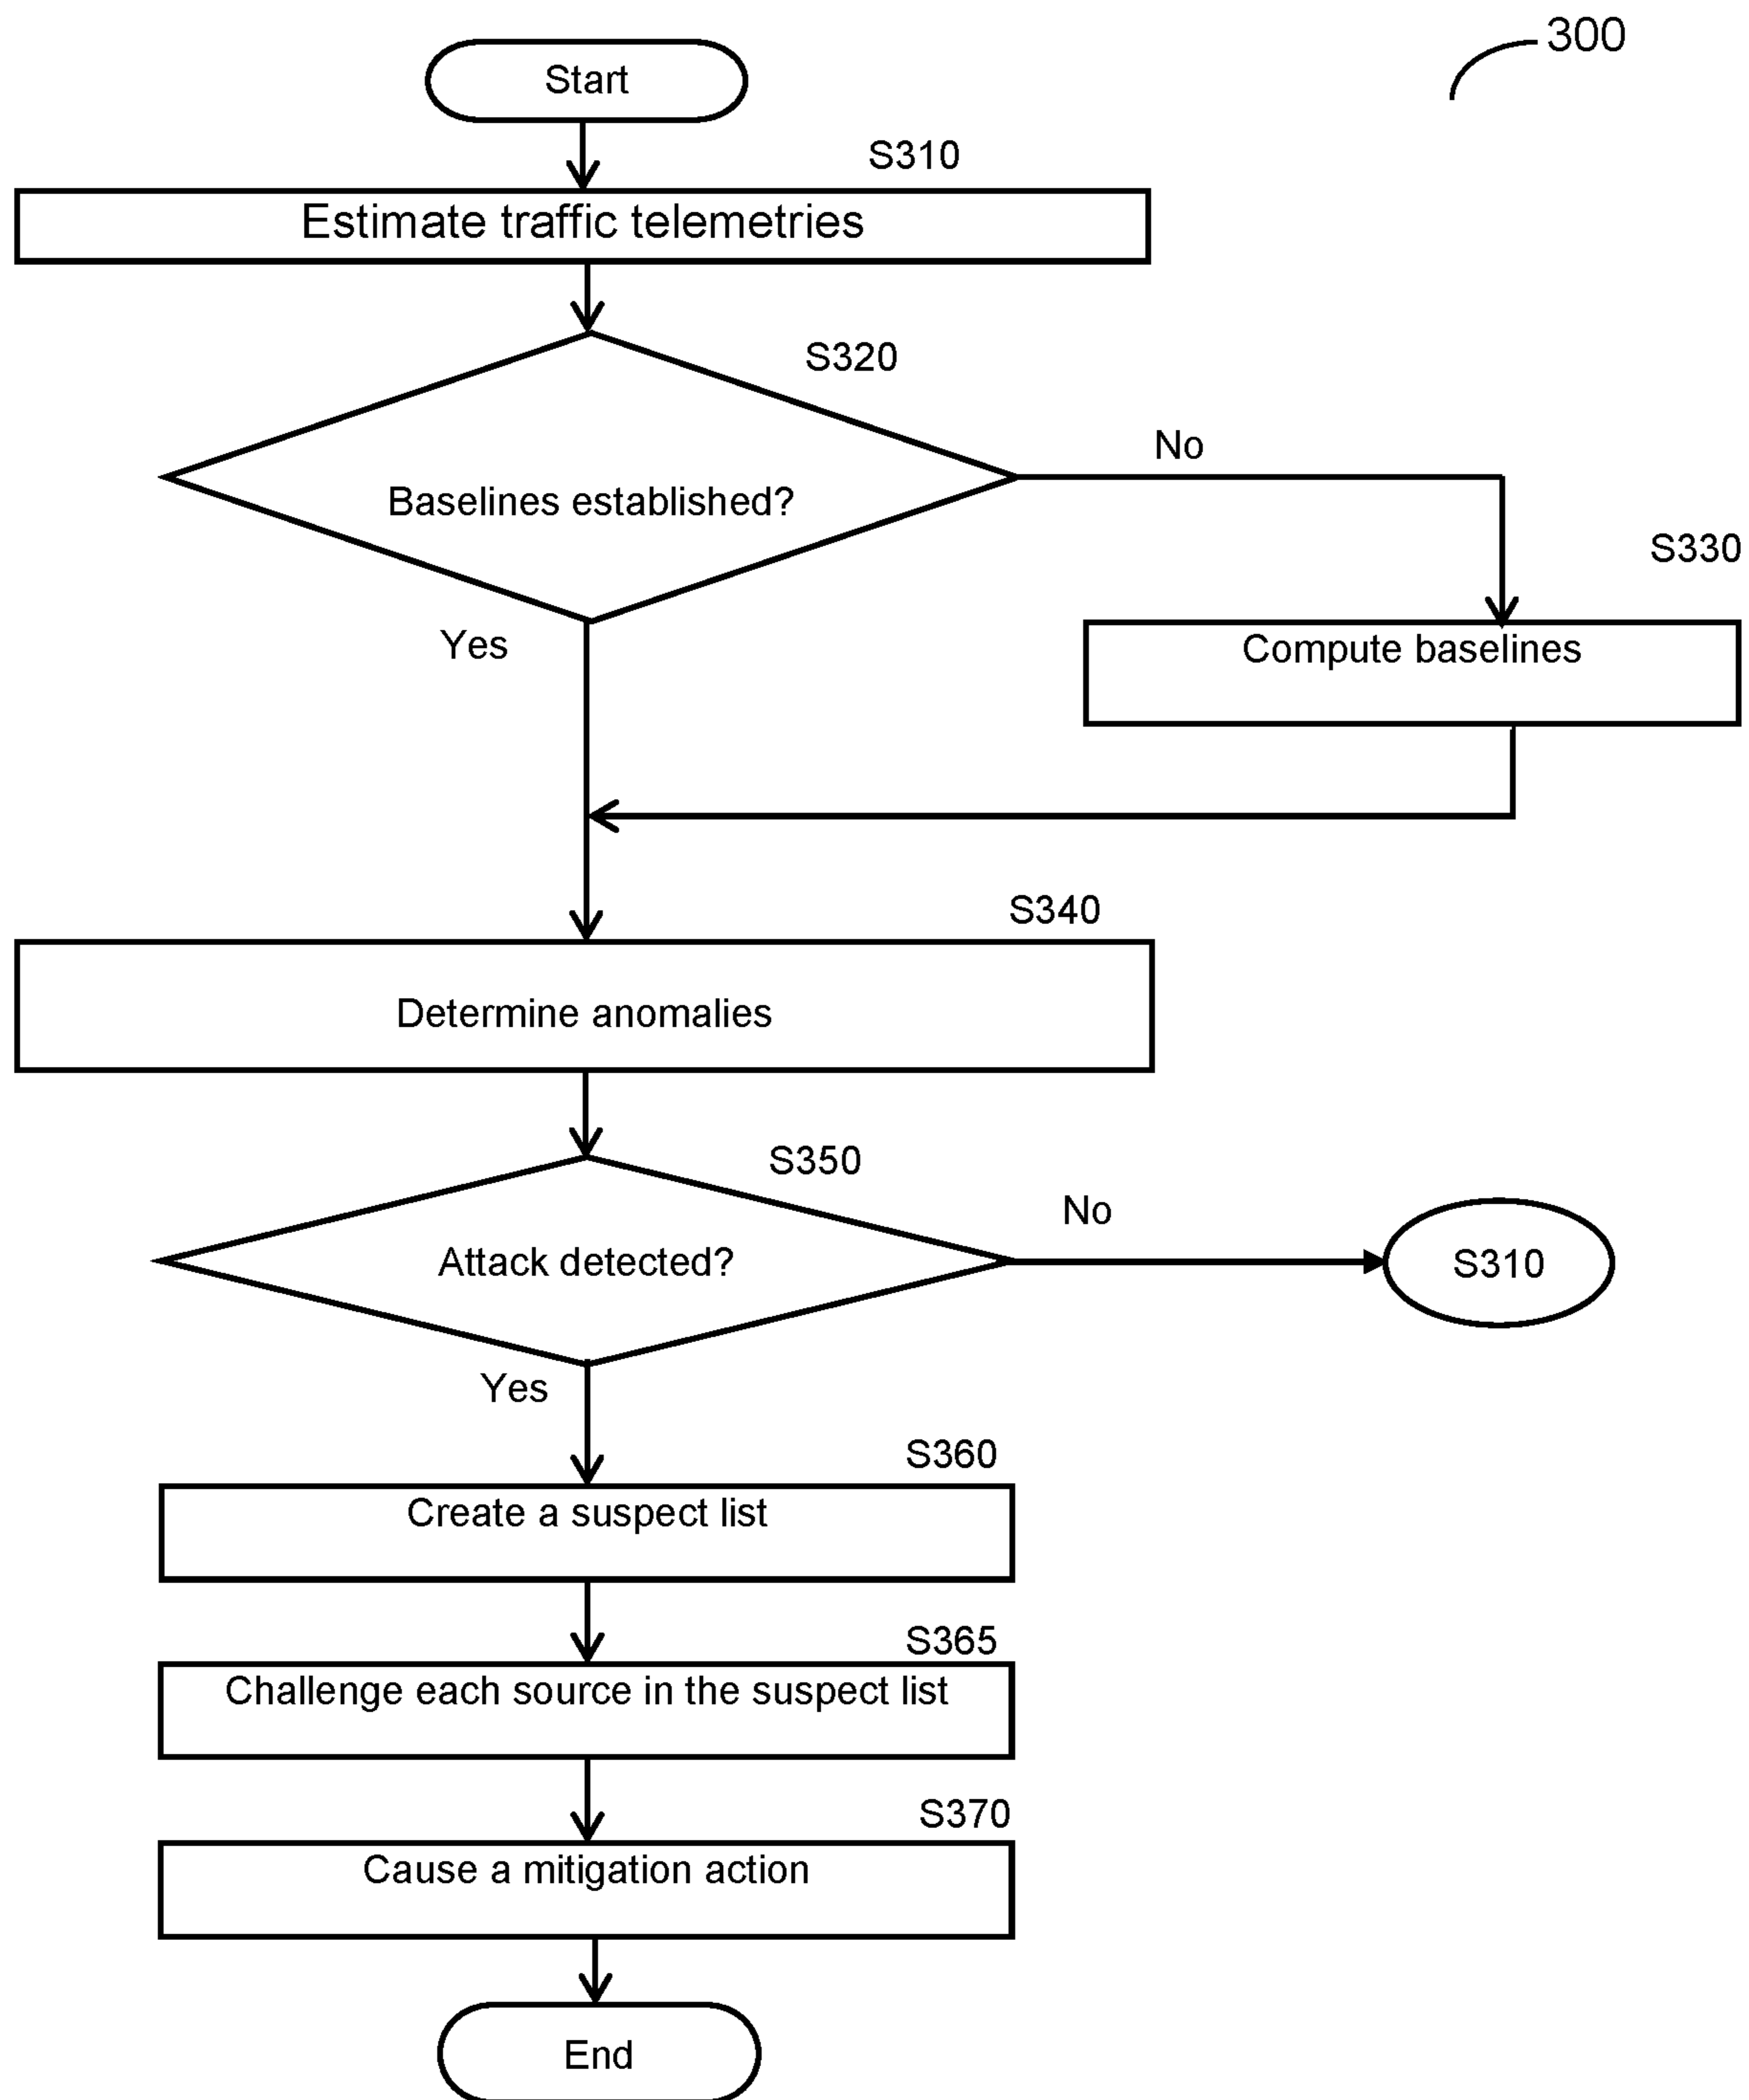 300
Start
S310
Estimate traffic telemetries
S320
No
Baselines established?
S330
Yes
Compute baselines
S340
Determine anomalies
S350
No
Attack detected?
S310
Yes
S360
Create a suspect list
S365
Challenge each source in the suspect list
S370
Cause a mitigation action
End